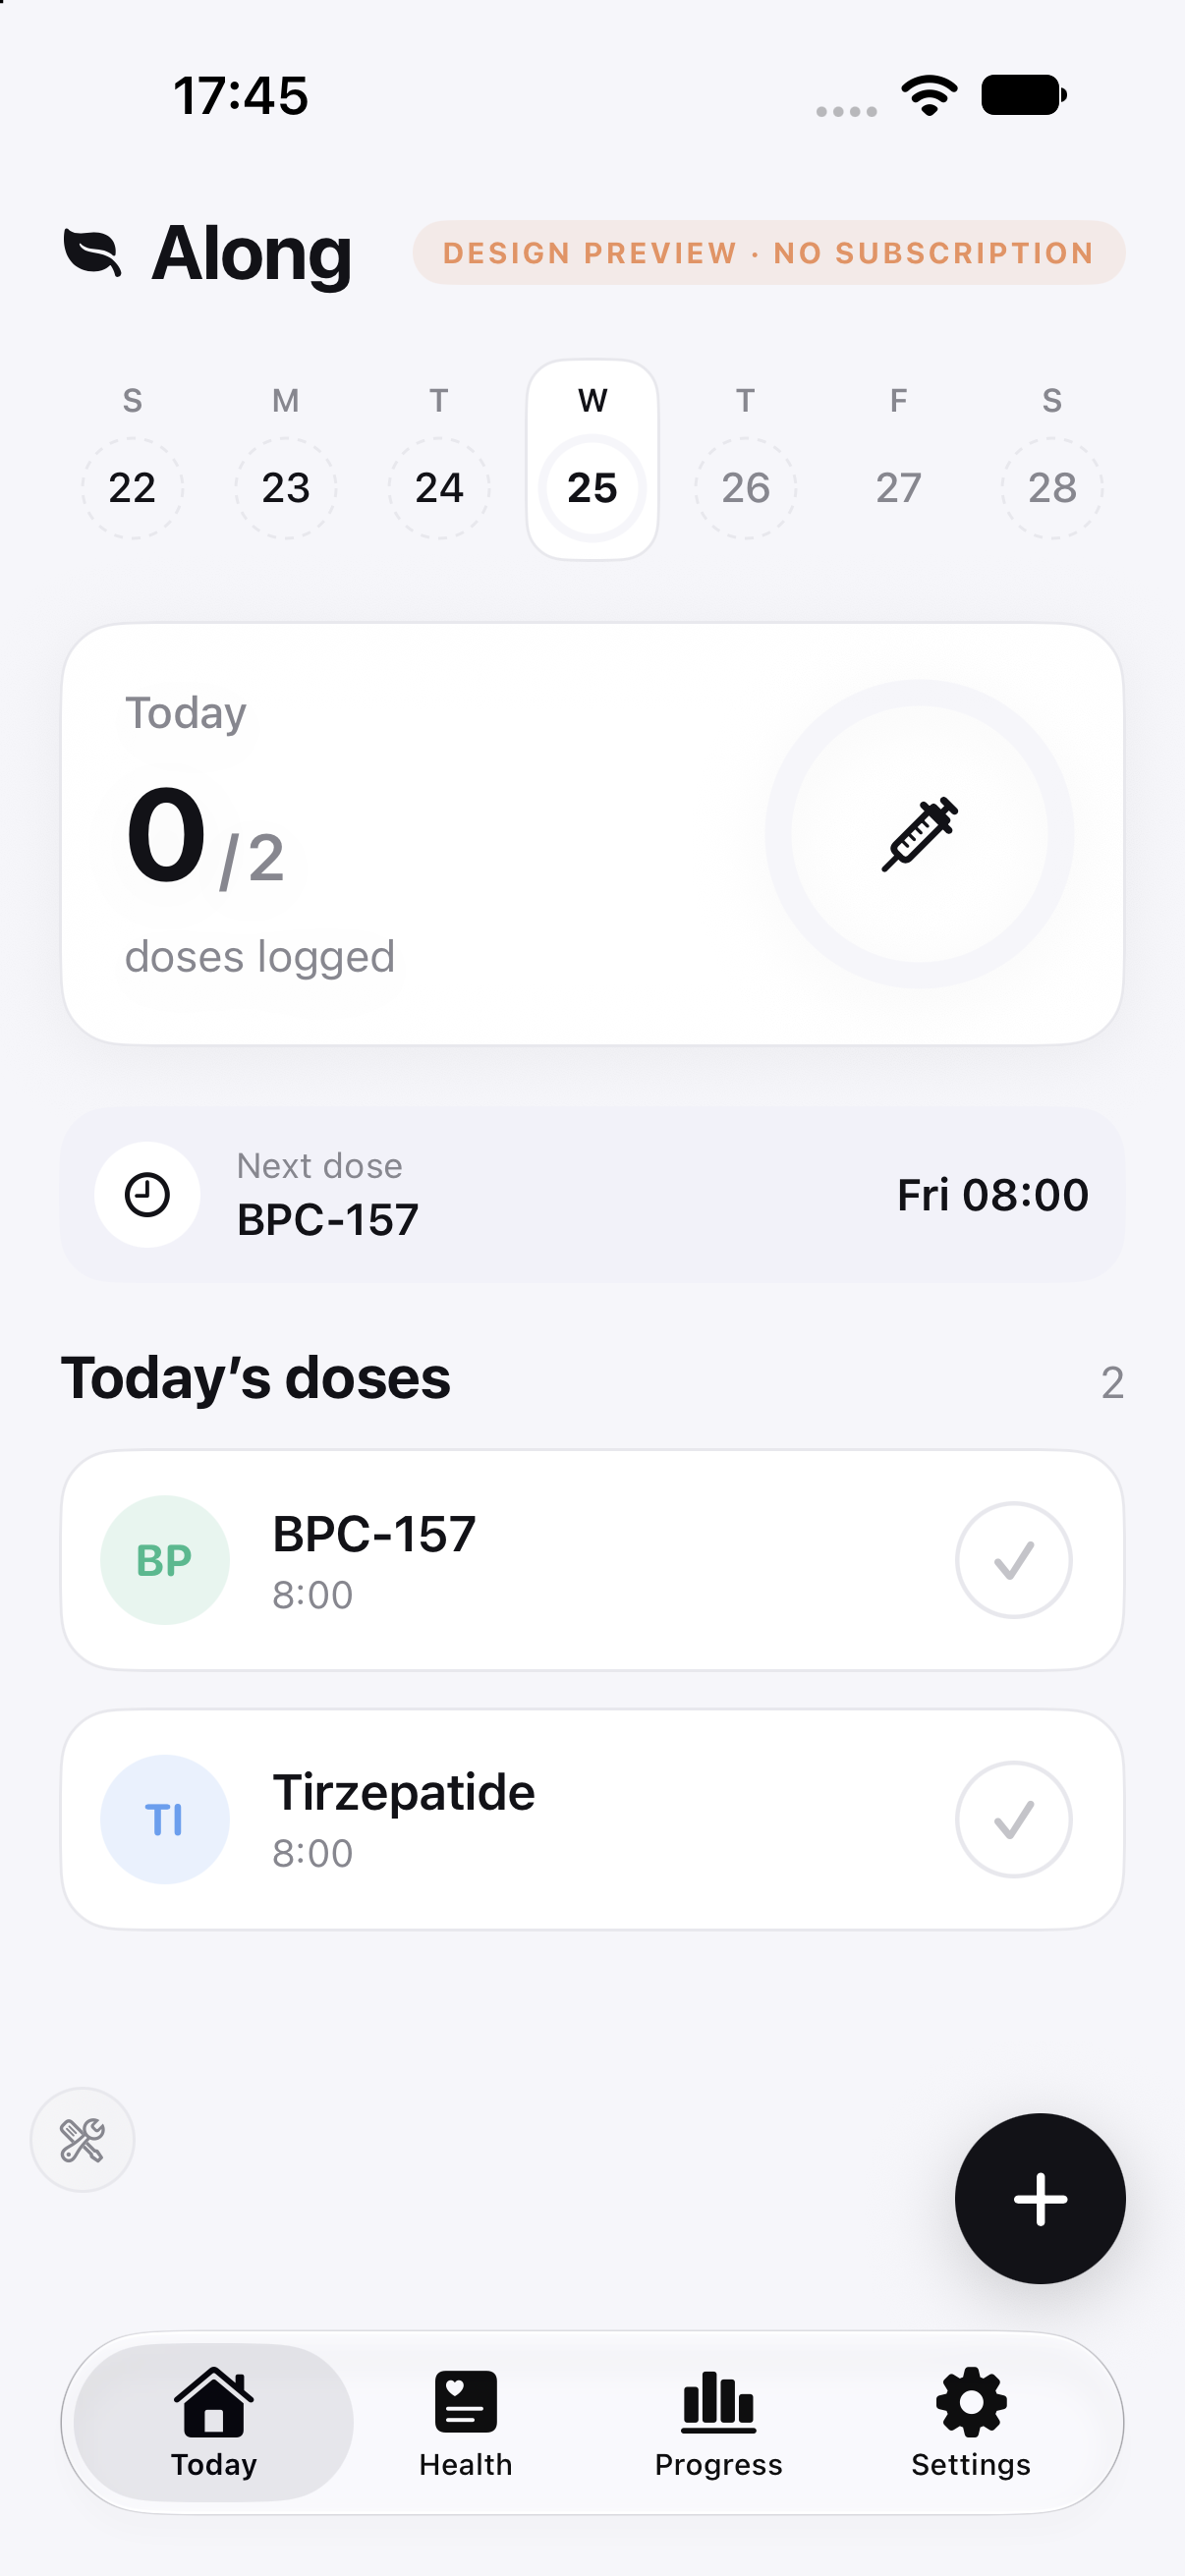 17:45
Along
DESIGN PREVIEW · NO SUBSCRIPTION
S M T W T F S
22 23 24 25 26 27 28
Today
0/2
doses logged
Next dose
BPC-157
Fri 08:00
Today’s doses
2
BP
BPC-157
8:00
TI
Tirzepatide
8:00
Today Health Progress Settings